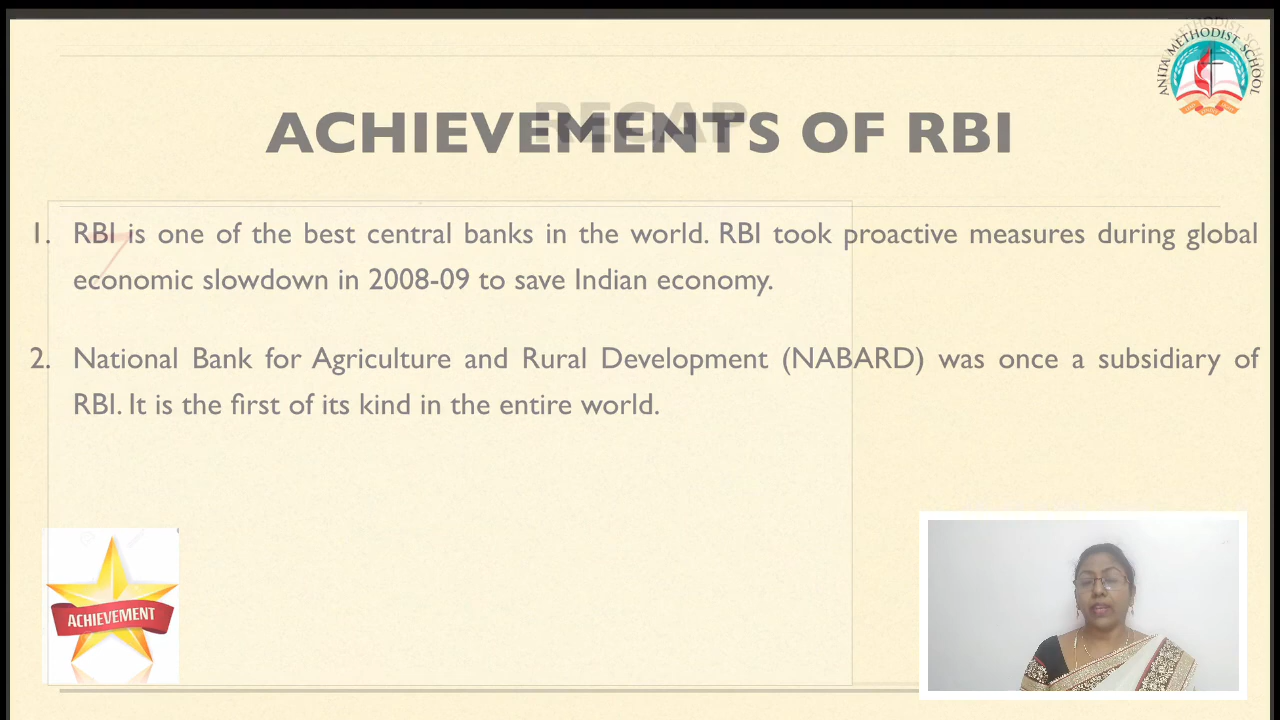 ANITA METHODIST SCHOOL
RECAP
ACHIEVEMENTS OF RBI
1. RBI is one of the best central banks in the world. RBI took proactive measures during global
economic slowdown in 2008-09 to save Indian economy.
2. National Bank for Agriculture and Rural Development (NABARD) was once a subsidiary of
RBI. It is the first of its kind in the entire world.
ACHIEVEMENT